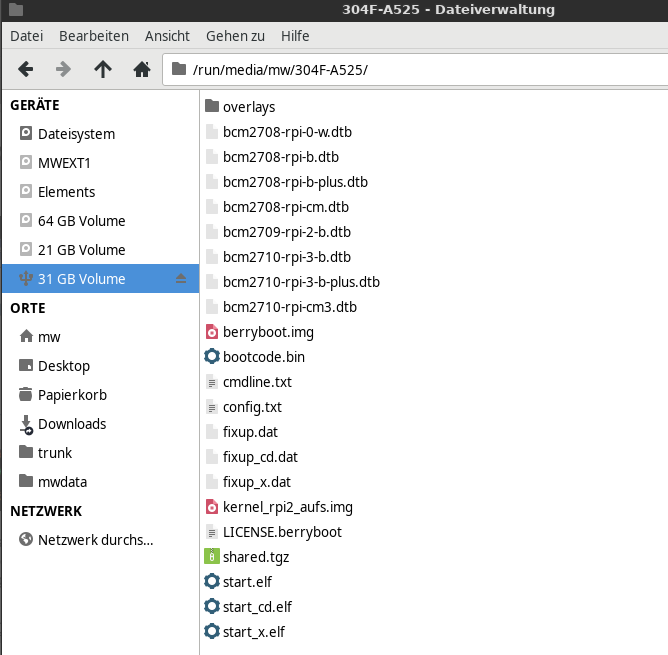 304F-A525 - Dateiverwaltung
Datei Bearbeiten Ansicht Gehen zu Hilfe
/run/media/mw/304F-A525/
GERÄTE
Dateisystem
MWEXT1
Elements
64 GB Volume
21 GB Volume
31 GB Volume
ORTE
mw
Desktop
Papierkorb
Downloads
trunk
mwdata
NETZWERK
Netzwerk durchs...
overlays
bcm2708-rpi-0-w.dtb
bcm2708-rpi-b.dtb
bcm2708-rpi-b-plus.dtb
bcm2708-rpi-cm.dtb
bcm2709-rpi-2-b.dtb
bcm2710-rpi-3-b.dtb
bcm2710-rpi-3-b-plus.dtb
bcm2710-rpi-cm3.dtb
berryboot.img
bootcode.bin
cmdline.txt
config.txt
fixup.dat
fixup_cd.dat
fixup_x.dat
kernel_rpi2_aufs.img
LICENSE.berryboot
shared.tgz
start.elf
start_cd.elf
start_x.elf